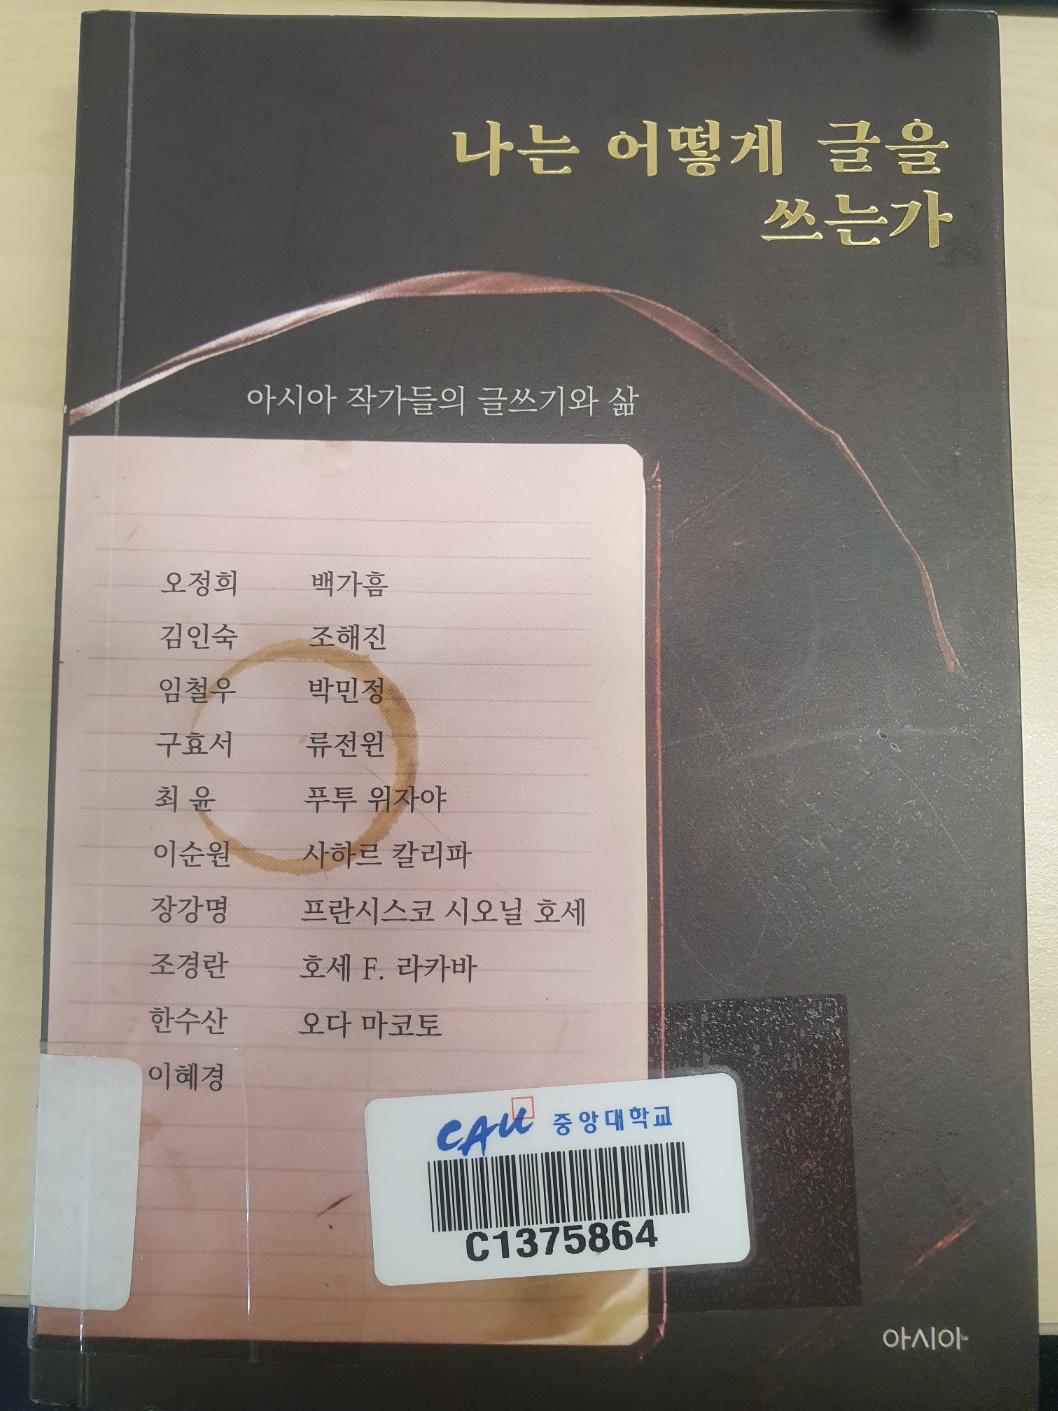 나는 어떻게 글을
쓰는가
아시아 작가들의 글쓰기와 삶
오정희 백가흠
김인숙 조해진
임철우 박민정
구효서 류전윈
최 윤 푸투 위자야
이순원 사하르 칼리파
장강명 프란시스코 시오닐 호세
조경란 호세 F. 라카바
한수산 오다 마코토
이혜경
CAU 중앙대학교
C1375864
아시아